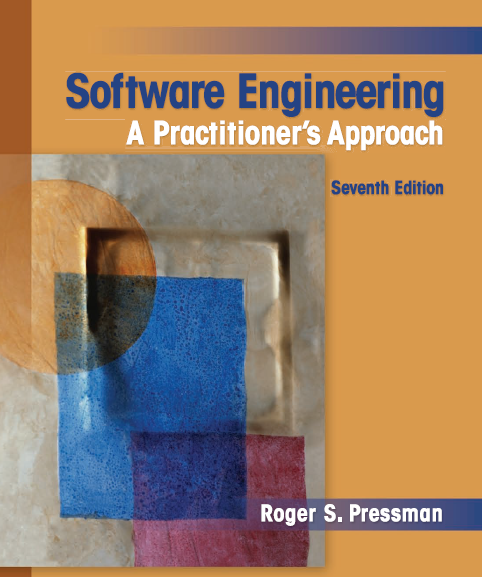 Software Engineering
A Practitioner's Approach
Seventh Edition
Roger S. Pressman